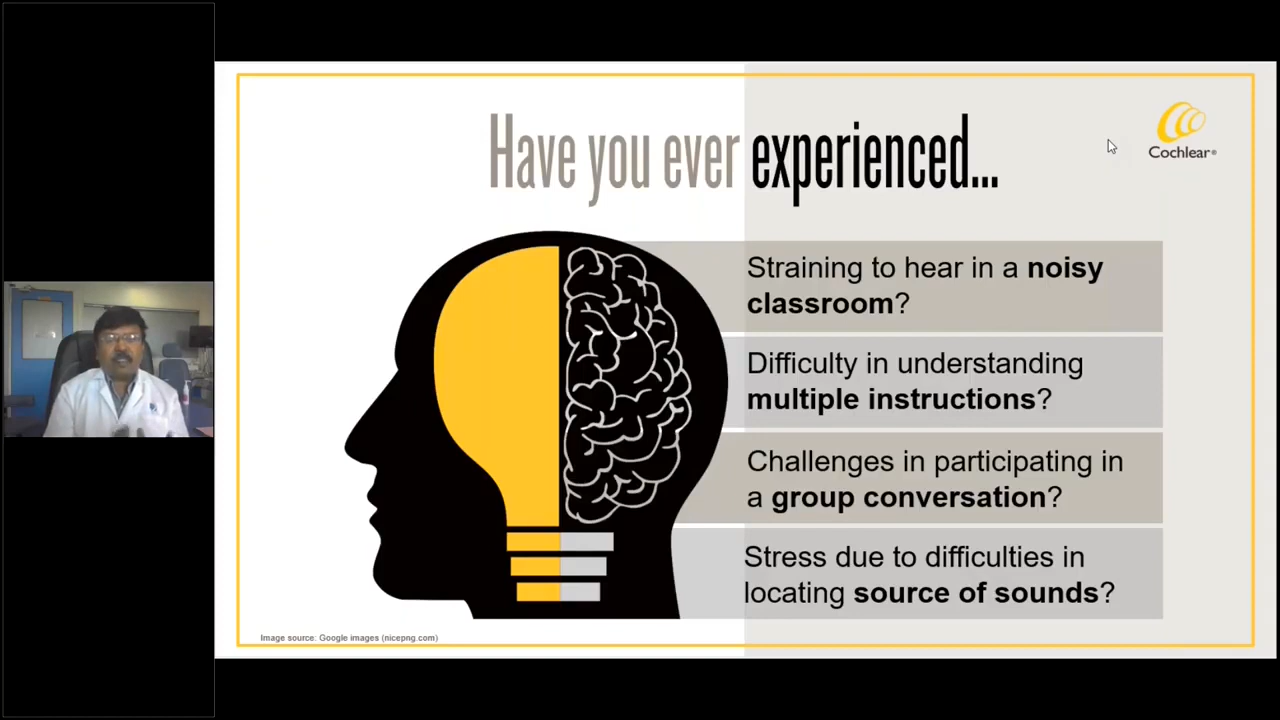 Have you ever experienced...
Cochlear®
Straining to hear in a noisy
classroom?
Difficulty in understanding
multiple instructions?
Challenges in participating in
a group conversation?
Stress due to difficulties in
locating source of sounds?
Image source: Google images (nicepng.com)